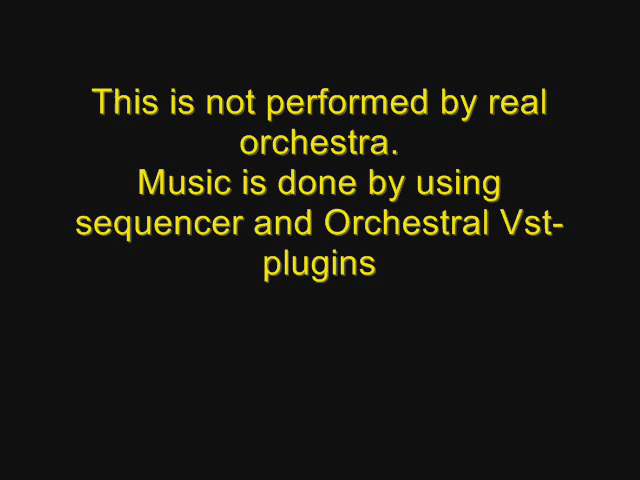 This is not performed by real
orchestra.
Music is done by using
sequencer and Orchestral Vst-
plugins